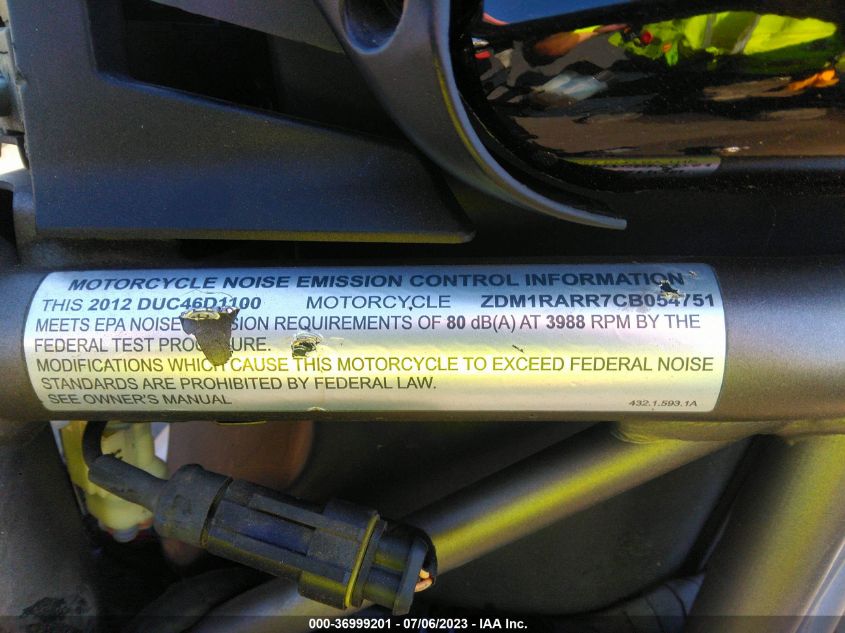 MOTORCYCLE NOISE EMISSION CONTROL INFORMATION
THIS 2012 DUC46D1100 MOTORCYCLE ZDM1RARR7CB054751
MEETS EPA NOISE REQUIREMENTS OF 80 dB(A) AT 3988 RPM BY THE
FEDERAL TEST
MODIFICATIONS WHICH CAUSE THIS MOTORCYCLE TO EXCEED FEDERAL NOISE
STANDARDS ARE PROHIBITED BY FEDERAL LAW.
SEE OWNER'S MANUAL 432.1.593.1A
000-36999201 - 07/06/2023 - IAA Inc.